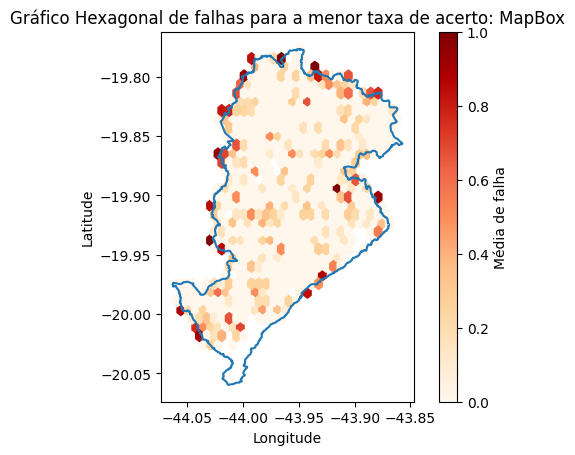 Gráfico Hexagonal de falhas para a menor taxa de acerto: MapBox
1.0
−19.80
0.8
−19.85
0.6
−19.90
Latitude
Média de falha
0.4
−19.95
−20.00
0.2
−20.05
0.0
−44.05 −44.00 −43.95 −43.90 −43.85
Longitude